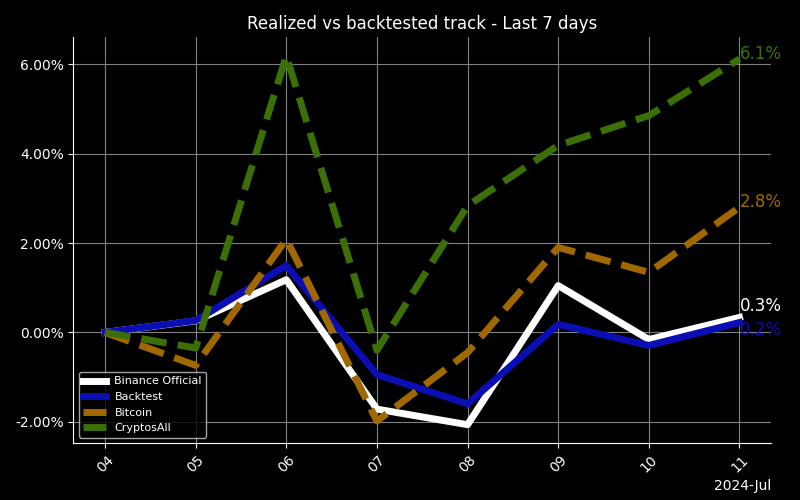 Realized vs backtested track - Last 7 days
6.00%
4.00%
2.00%
0.00%
-2.00%
6.1%
2.8%
0.3%
0.2%
Binance Official
Backtest
Bitcoin
CryptosAll
04
05
06
07
08
09
10
11
2024-Jul